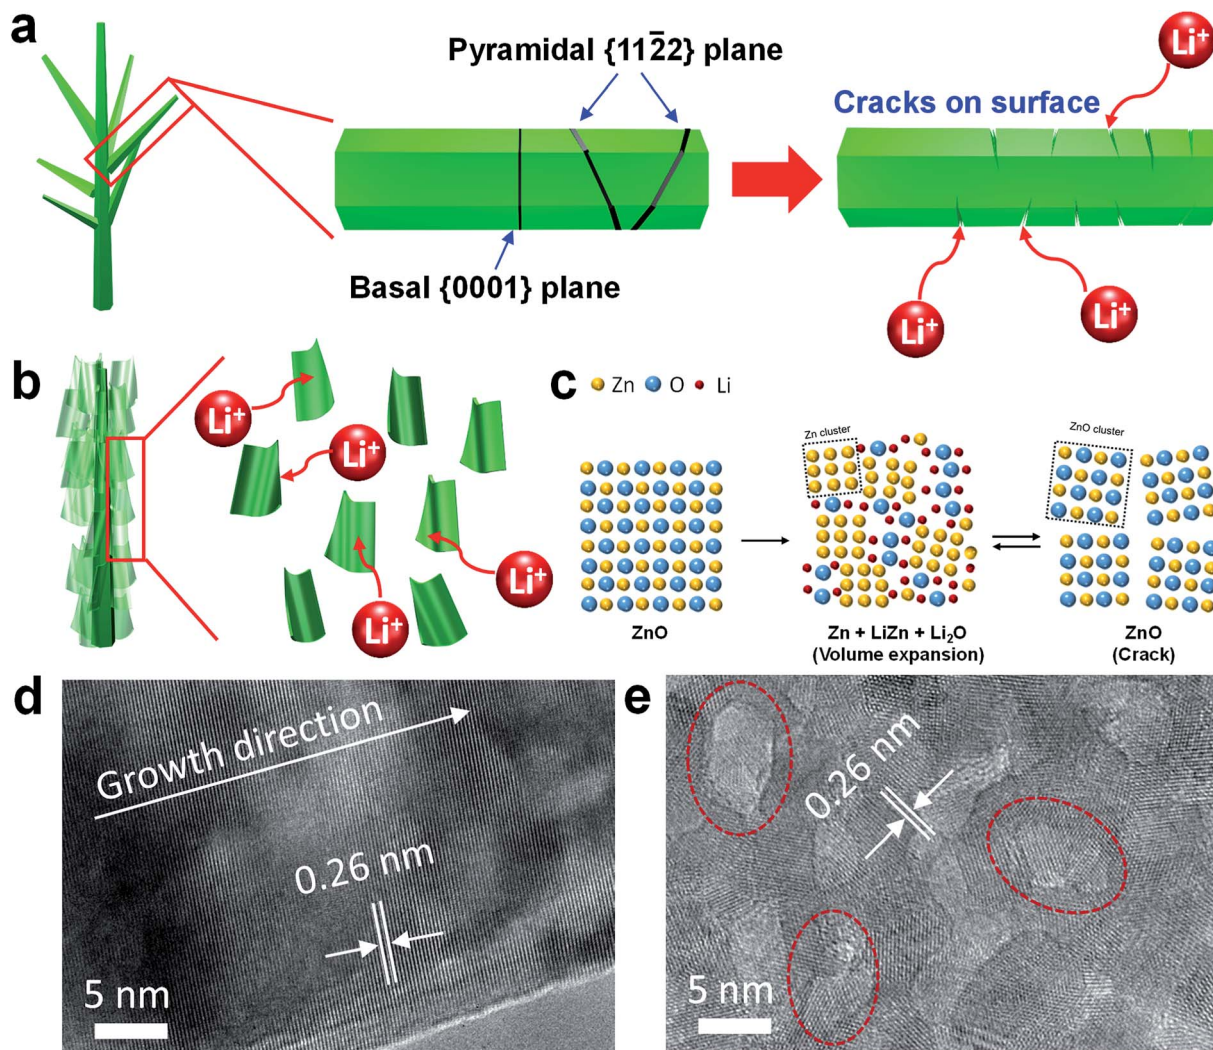 a
Pyramidal {112̅2} plane
Cracks on surface
Li⁺
Basal {0001} plane
Li⁺
Li⁺
b
Li⁺
Li⁺
Li⁺
Li⁺
c
Zn O Li
Zn cluster
ZnO cluster
ZnO
Zn + LiZn + Li₂O
(Volume expansion)
ZnO
(Crack)
d
Growth direction
0.26 nm
5 nm
e
0.26 nm
5 nm